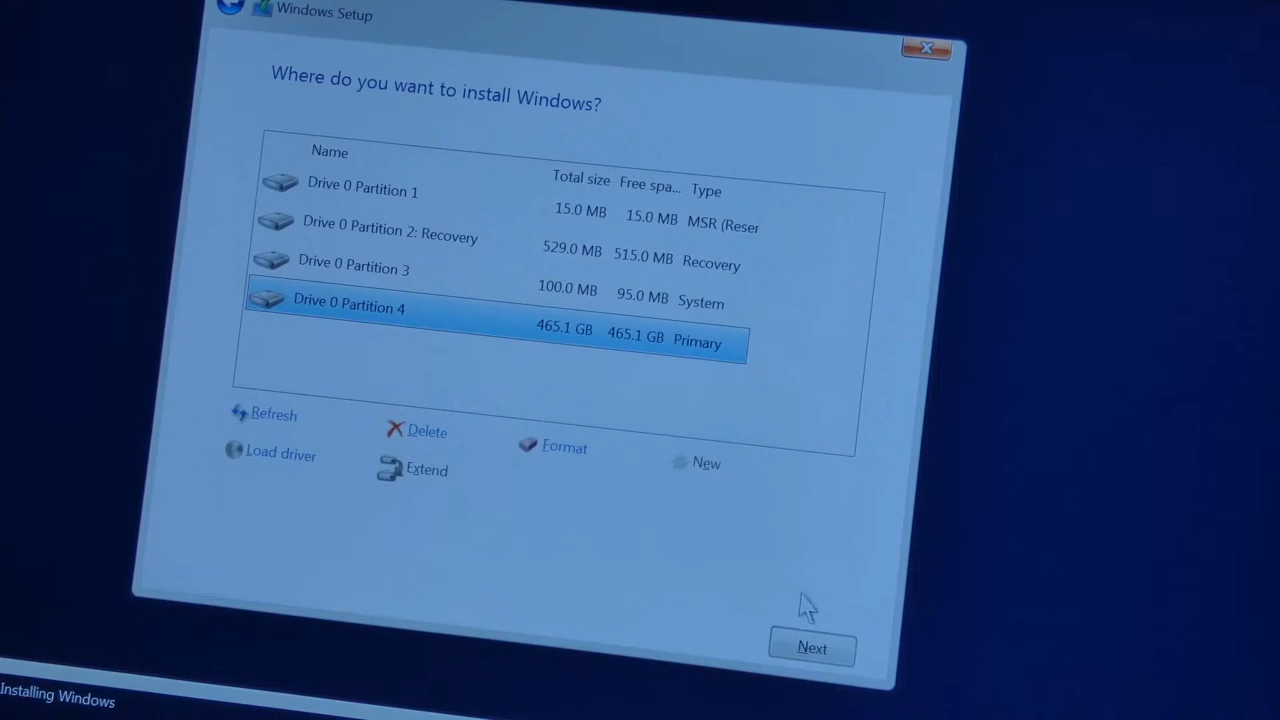 Windows Setup
Where do you want to install Windows?
Name Total size Free spa... Type
Drive 0 Partition 1 15.0 MB 15.0 MB MSR (Reser
Drive 0 Partition 2: Recovery 529.0 MB 515.0 MB Recovery
Drive 0 Partition 3 100.0 MB 95.0 MB System
Drive 0 Partition 4 465.1 GB 465.1 GB Primary
Refresh Delete Format New
Load driver Extend
Next
Installing Windows